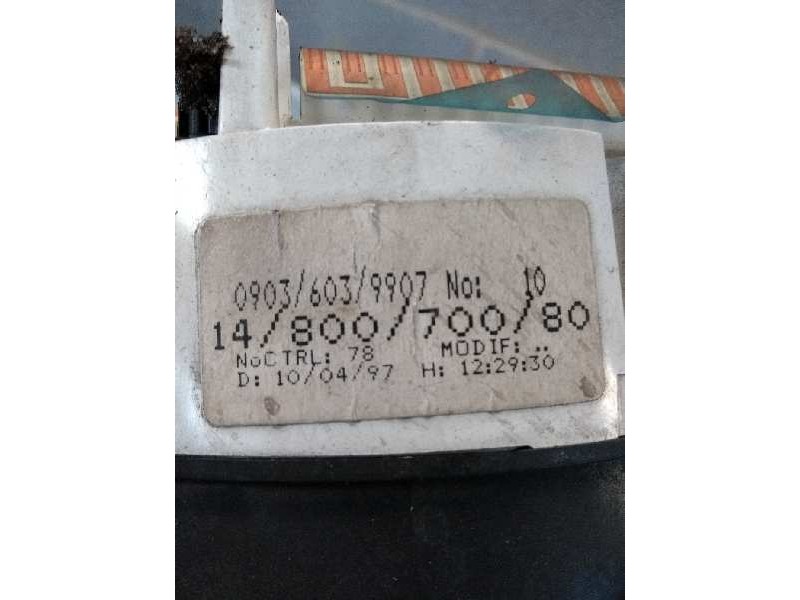 0903/603/9907 No: 10
14/800/700/80
NoCTRL: 78 MODIF: ..
D: 10/04/97 H: 12:29:30